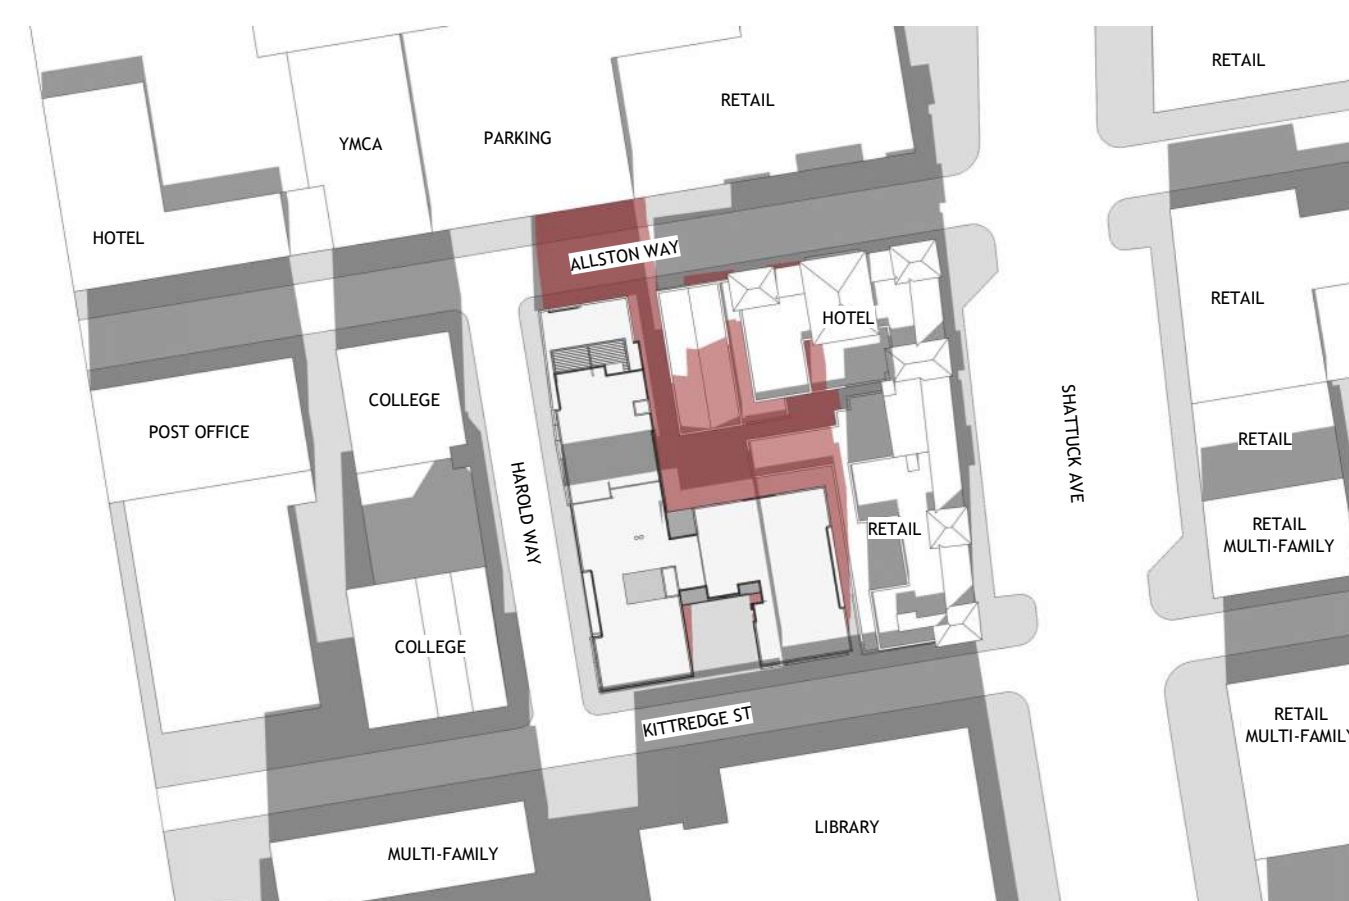 RETAIL
RETAIL
PARKING
YMCA
HOTEL
ALLSTON WAY
RETAIL
HOTEL
COLLEGE
POST OFFICE
SHATTUCK AVE
RETAIL
HAROLD WAY
RETAIL
RETAIL
MULTI-FAMILY
COLLEGE
KITTREDGE ST
RETAIL
MULTI-FAMILY
LIBRARY
MULTI-FAMILY